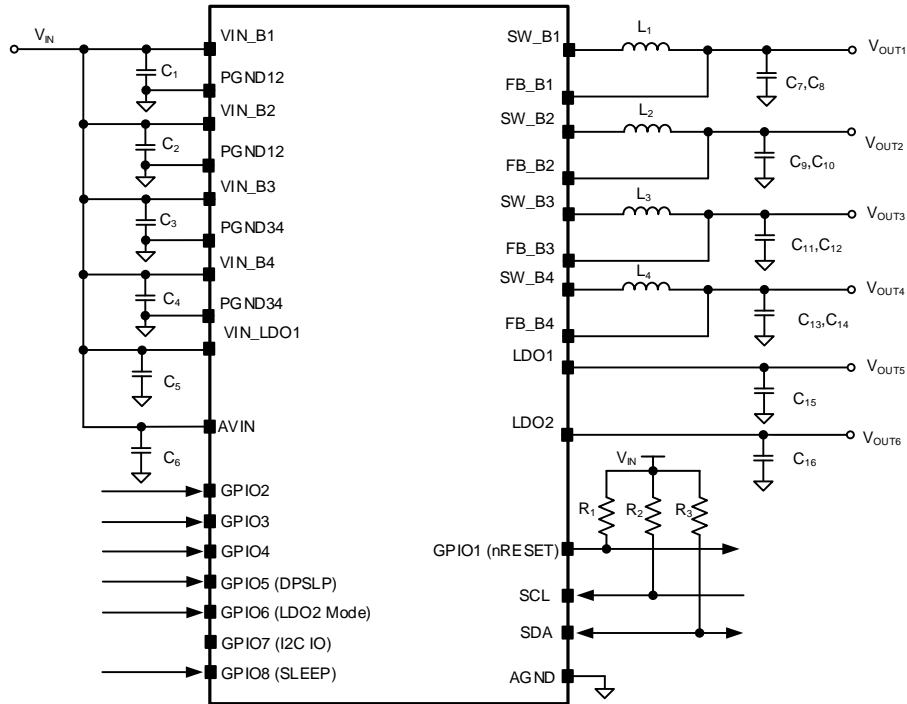 V_IN
VIN_B1
C1
PGND12
VIN_B2
C2
PGND12
VIN_B3
C3
PGND34
VIN_B4
C4
PGND34
VIN_LDO1
C5
AVIN
C6
GPIO2
GPIO3
GPIO4
GPIO5 (DPSLP)
GPIO6 (LDO2 Mode)
GPIO7 (I2C IO)
GPIO8 (SLEEP)
SW_B1
L1
VOUT1
C7,C8
FB_B1
SW_B2
L2
VOUT2
C9,C10
FB_B2
SW_B3
L3
VOUT3
C11,C12
FB_B3
SW_B4
L4
VOUT4
C13,C14
FB_B4
LDO1
VOUT5
C15
LDO2
VOUT6
C16
VIN
R1
R2
R3
GPIO1 (nRESET)
SCL
SDA
AGND